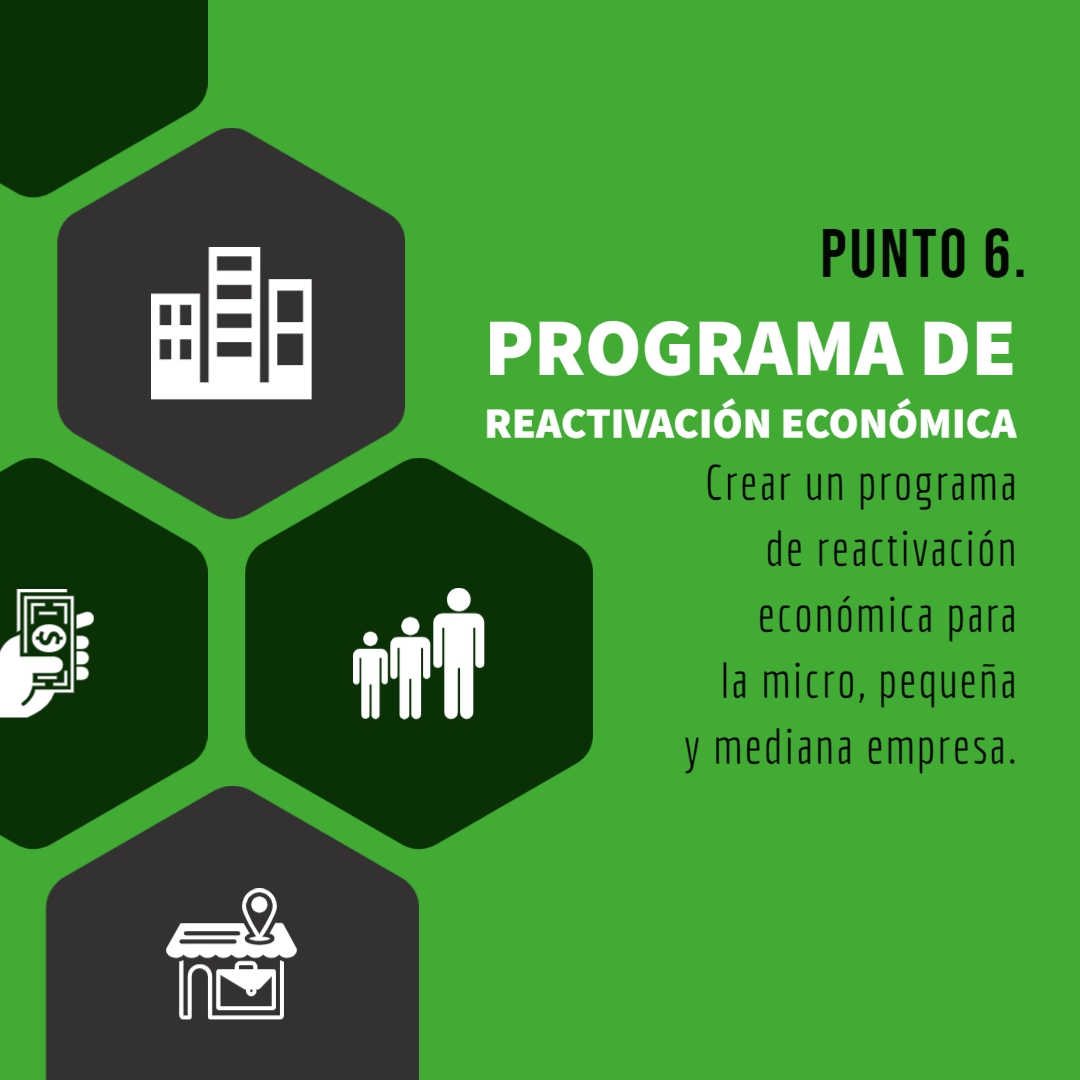 PUNTO 6.
PROGRAMA DE
REACTIVACIÓN ECONÓMICA
Crear un programa
de reactivación
económica para
la micro, pequeña
y mediana empresa.
$